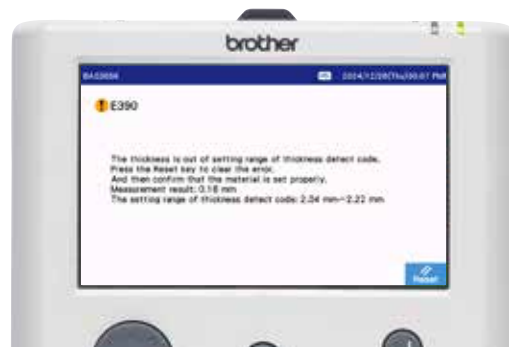 brother
E390
The thickness is out of setting range of thickness detect code.
Press the Reset key to clear the error.
And then confirm that the material is set properly.
Measurement result: 0.18 mm
The setting range of thickness detect code: 2.34 mm~2.22 mm
Reset